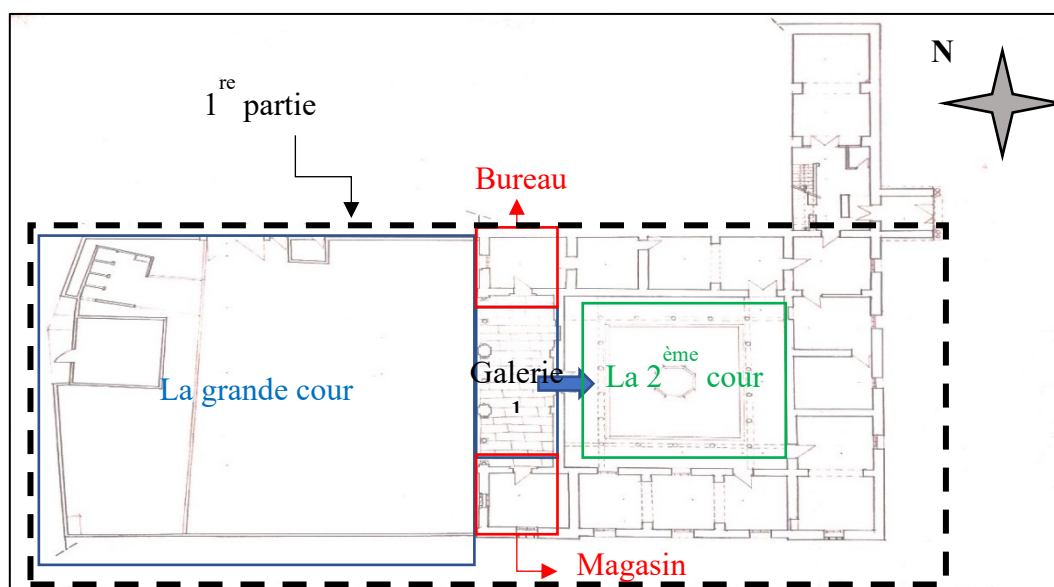 N
1re partie
Bureau
La grande cour
Galerie
1
La 2ème cour
Magasin